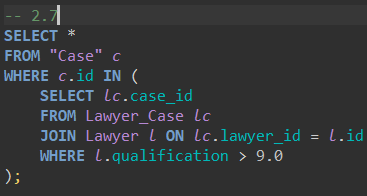 -- 2.7
SELECT *
FROM "Case" c
WHERE c.id IN (
    SELECT lc.case_id
    FROM Lawyer_Case lc
    JOIN Lawyer l ON lc.lawyer_id = l.id
    WHERE l.qualification > 9.0
);